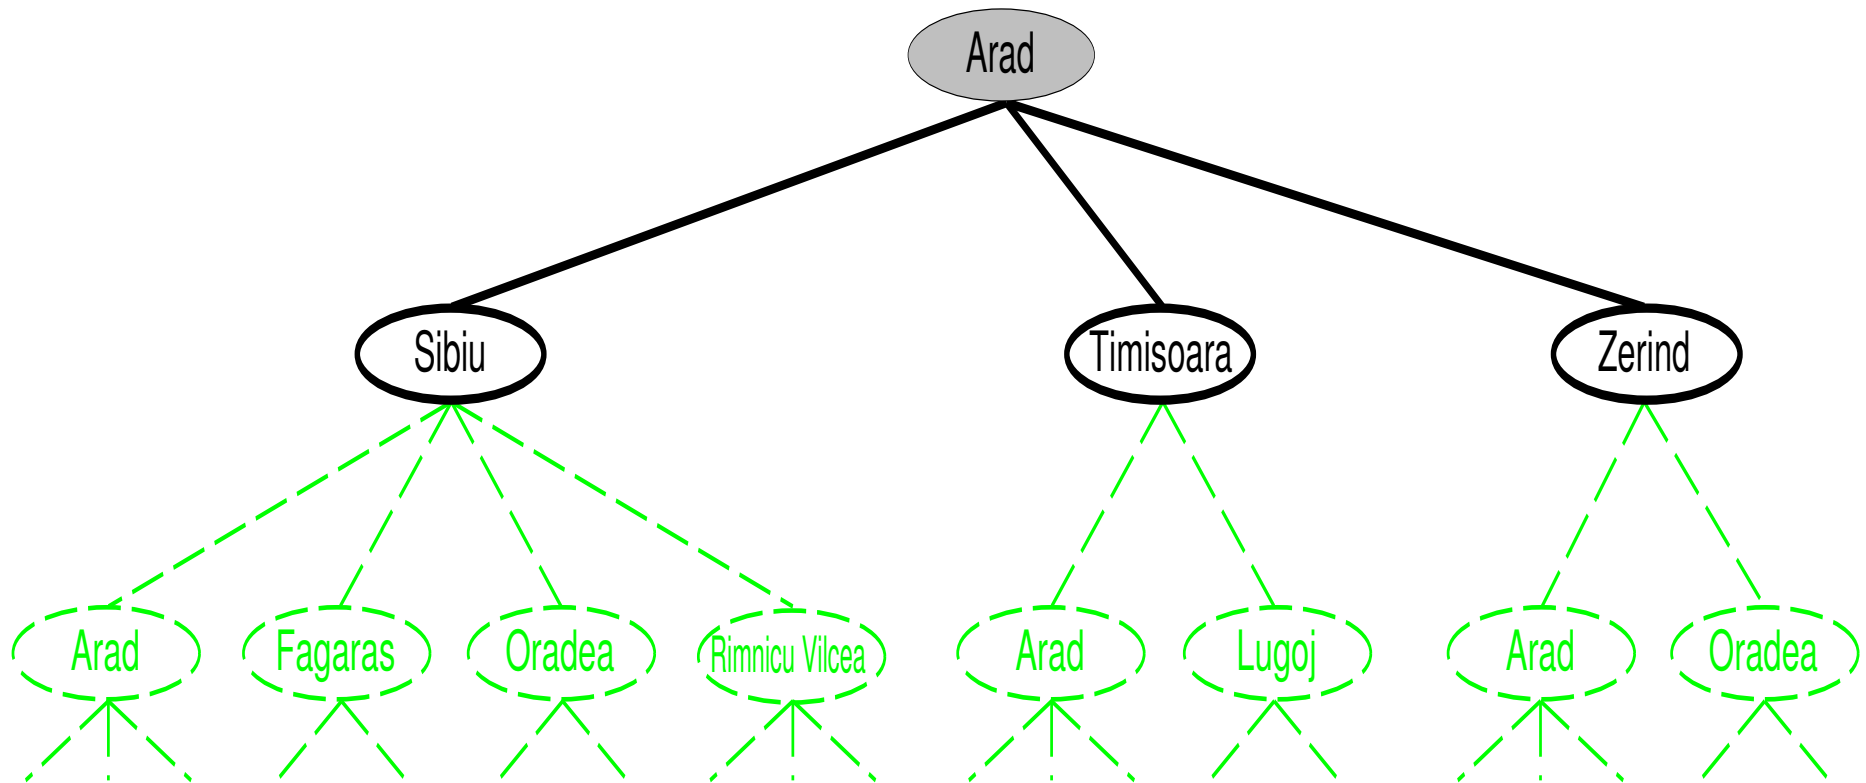 Arad
Sibiu
Timisoara
Zerind
Arad
Fagaras
Oradea
Rimnicu Vilcea
Arad
Lugoj
Arad
Oradea